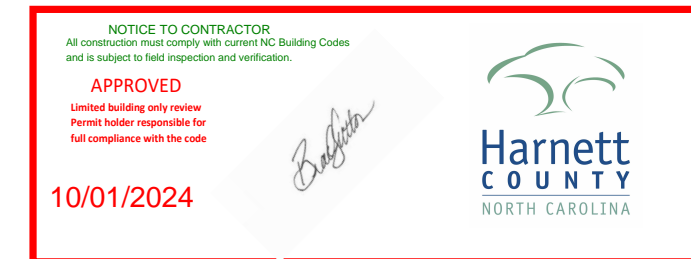 NOTICE TO CONTRACTOR
All construction must comply with current NC Building Codes
and is subject to field inspection and verification.
APPROVED
Limited building only review
Permit holder responsible for
full compliance with the code
10/01/2024
Harnett
COUNTY
NORTH CAROLINA